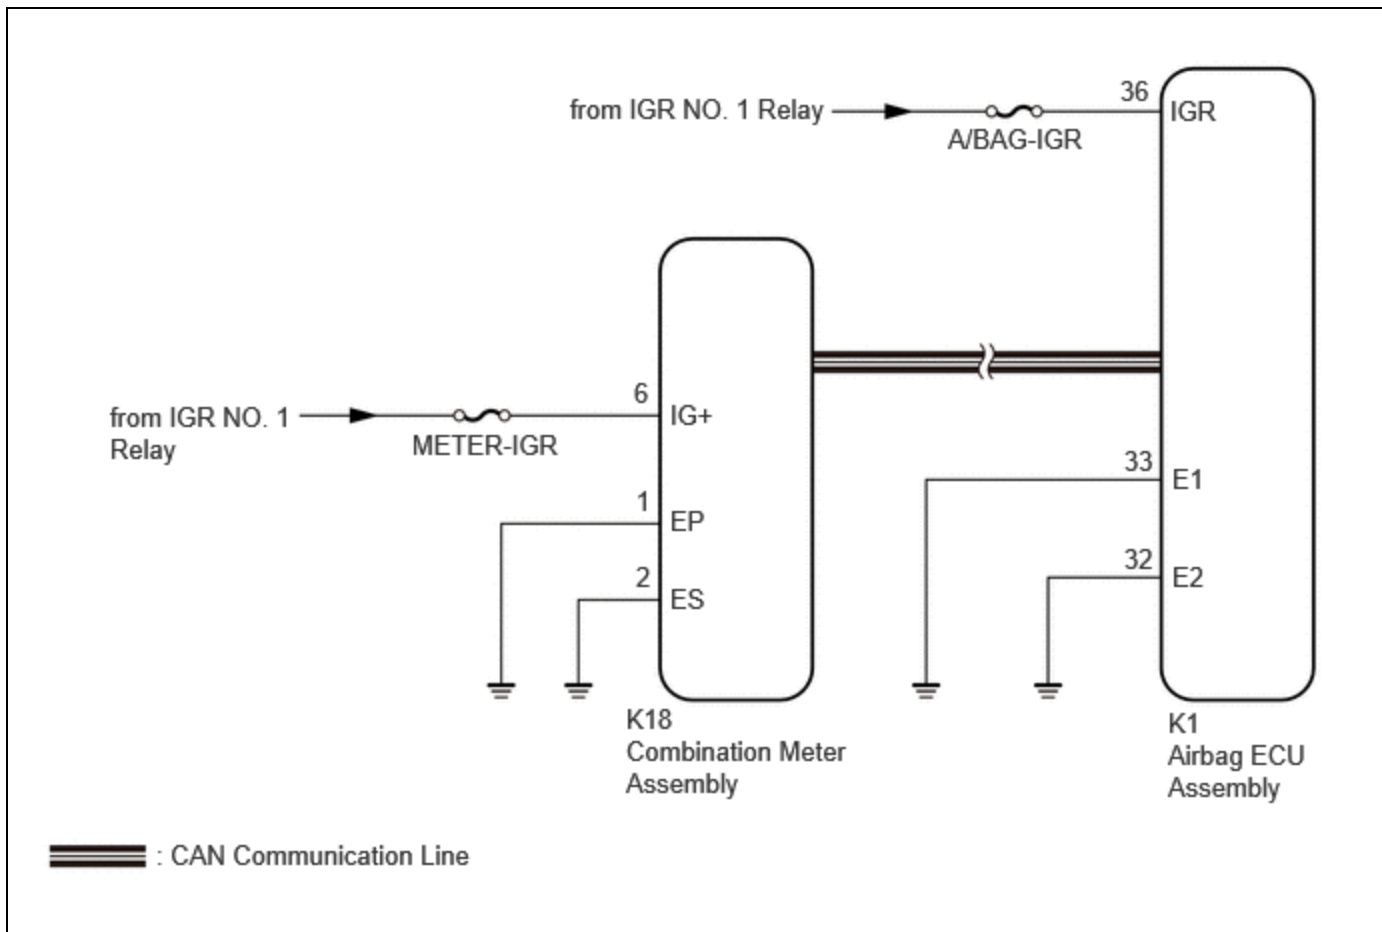 from IGR NO. 1 Relay
36
IGR
A/BAG-IGR
from IGR NO. 1
Relay
6
IG+
METER-IGR
1
EP
2
ES
33
E1
32
E2
K18
Combination Meter
Assembly
K1
Airbag ECU
Assembly
: CAN Communication Line